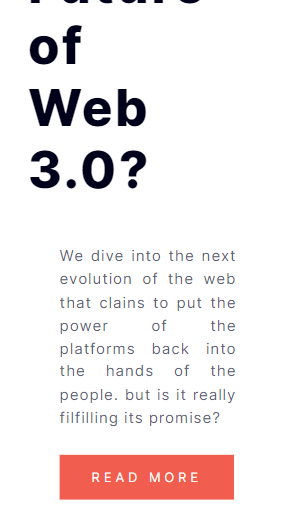 Future
of
Web
3.0?
We dive into the next
evolution of the web
that clains to put the
power of the
platforms back into
the hands of the
people. but is it really
filfilling its promise?
READ MORE